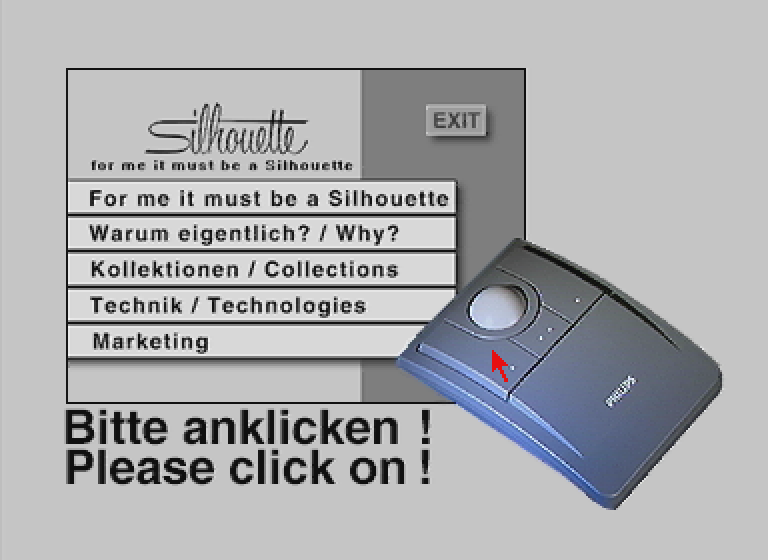 Silhouette
for me it must be a Silhouette
EXIT
For me it must be a Silhouette
Warum eigentlich? / Why?
Kollektionen / Collections
Technik / Technologies
Marketing
PHILIPS
Bitte anklicken !
Please click on !